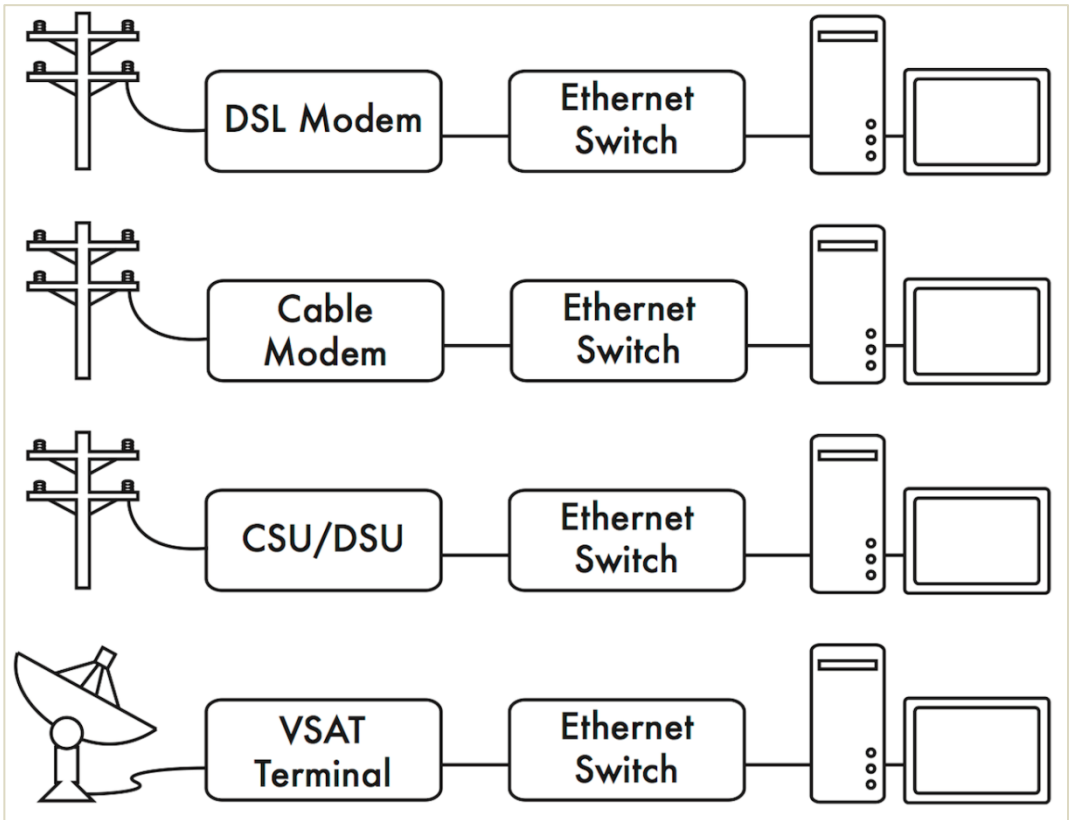 DSL Modem
Ethernet
Switch
Cable
Modem
Ethernet
Switch
CSU/DSU
Ethernet
Switch
VSAT
Terminal
Ethernet
Switch